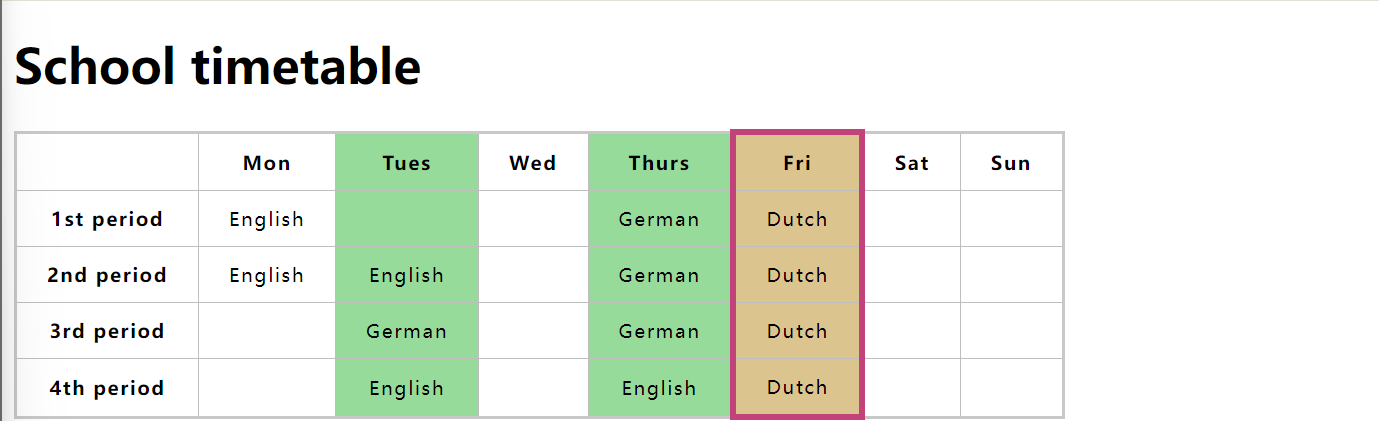 School timetable
Mon Tues Wed Thurs Fri Sat Sun
1st period English German Dutch
2nd period English English German Dutch
3rd period German German Dutch
4th period English English Dutch